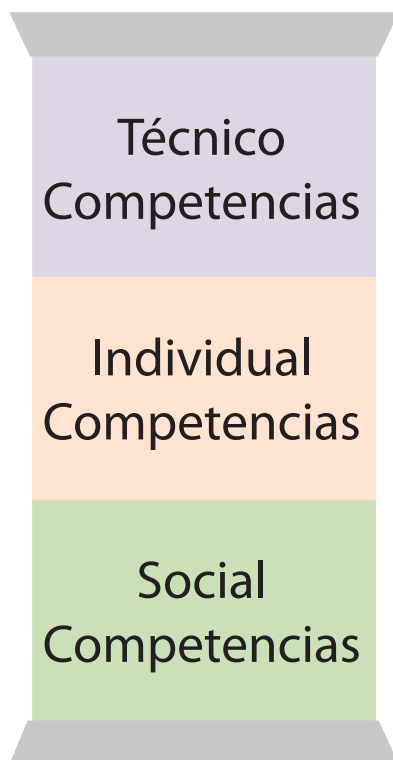 Técnico
Competencias
Individual
Competencias
Social
Competencias